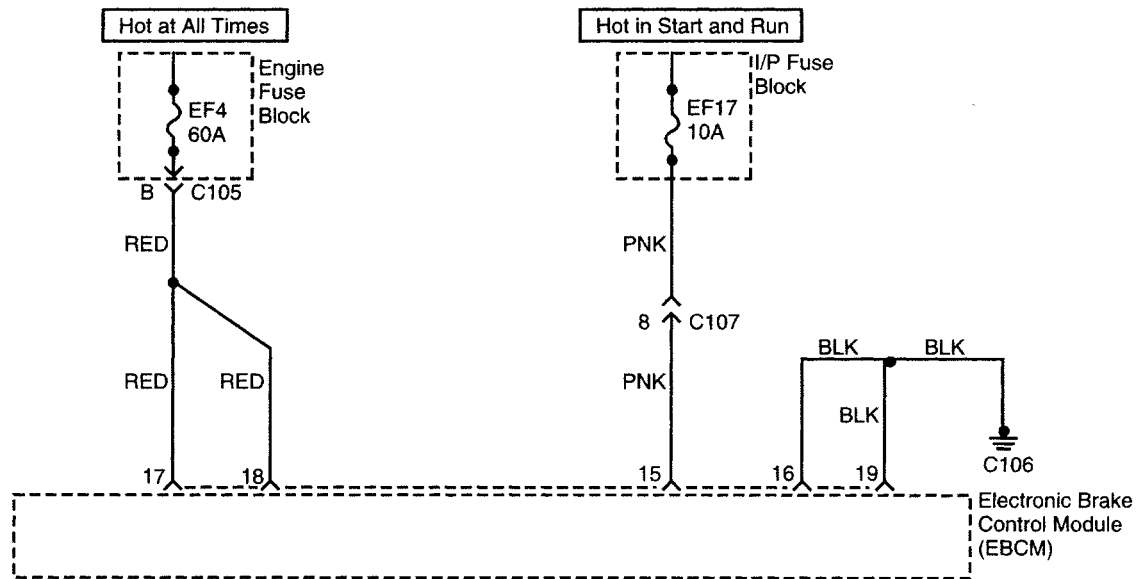 Hot at All Times
Hot in Start and Run
Engine
Fuse
Block
EF4
60A
I/P Fuse
Block
EF17
10A
B
C105
RED
PNK
8
C107
RED
RED
PNK
BLK
BLK
BLK
C106
17
18
15
16
19
Electronic Brake
Control Module
(EBCM)